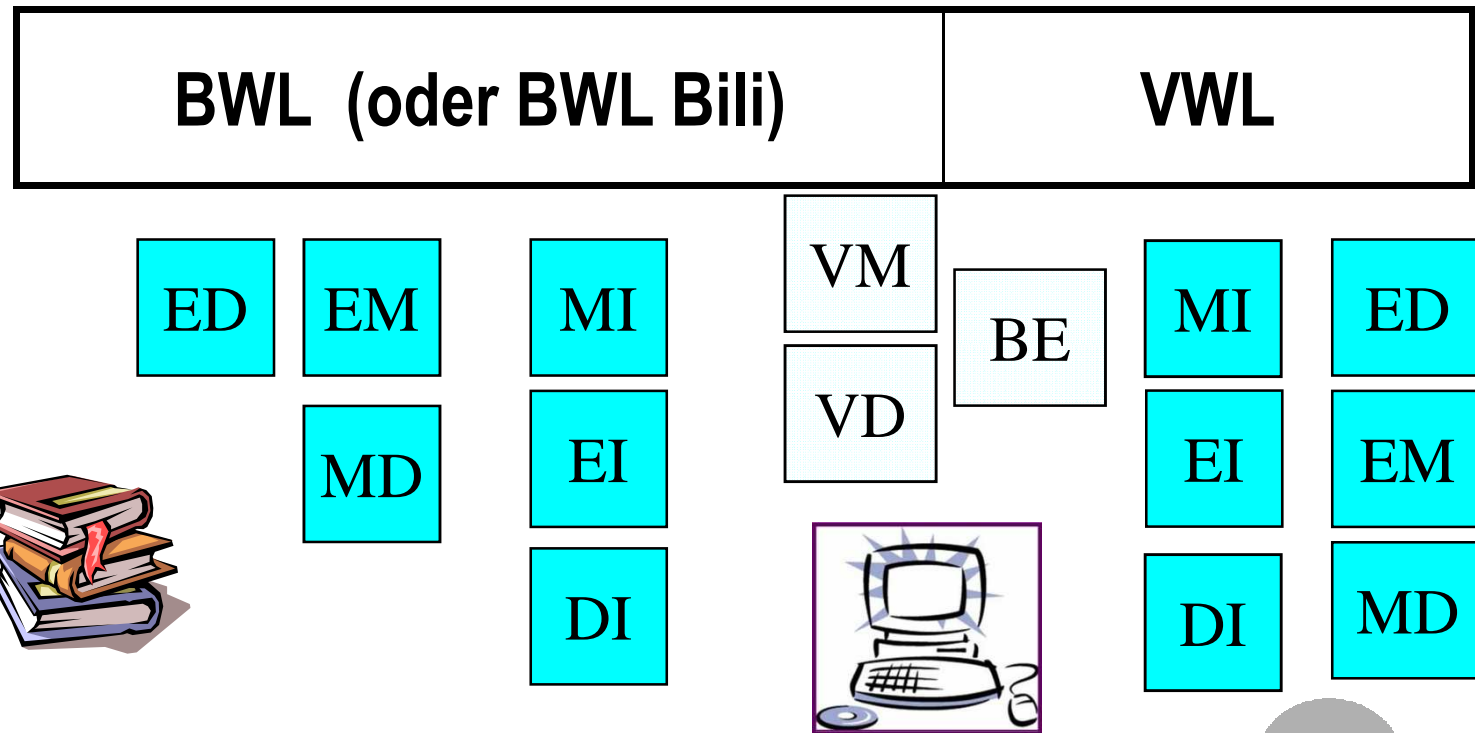 BWL (oder BWL Bili) VWL
ED EM MI VM BE MI ED
MD EI VD EI EM
DI DI MD